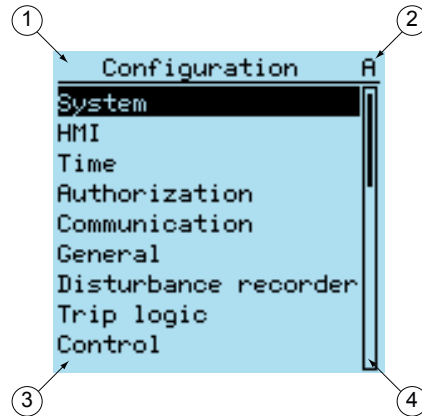 1 2
Configuration A
System
HMI
Time
Authorization
Communication
General
Disturbance recorder
Trip logic
Control
3 4